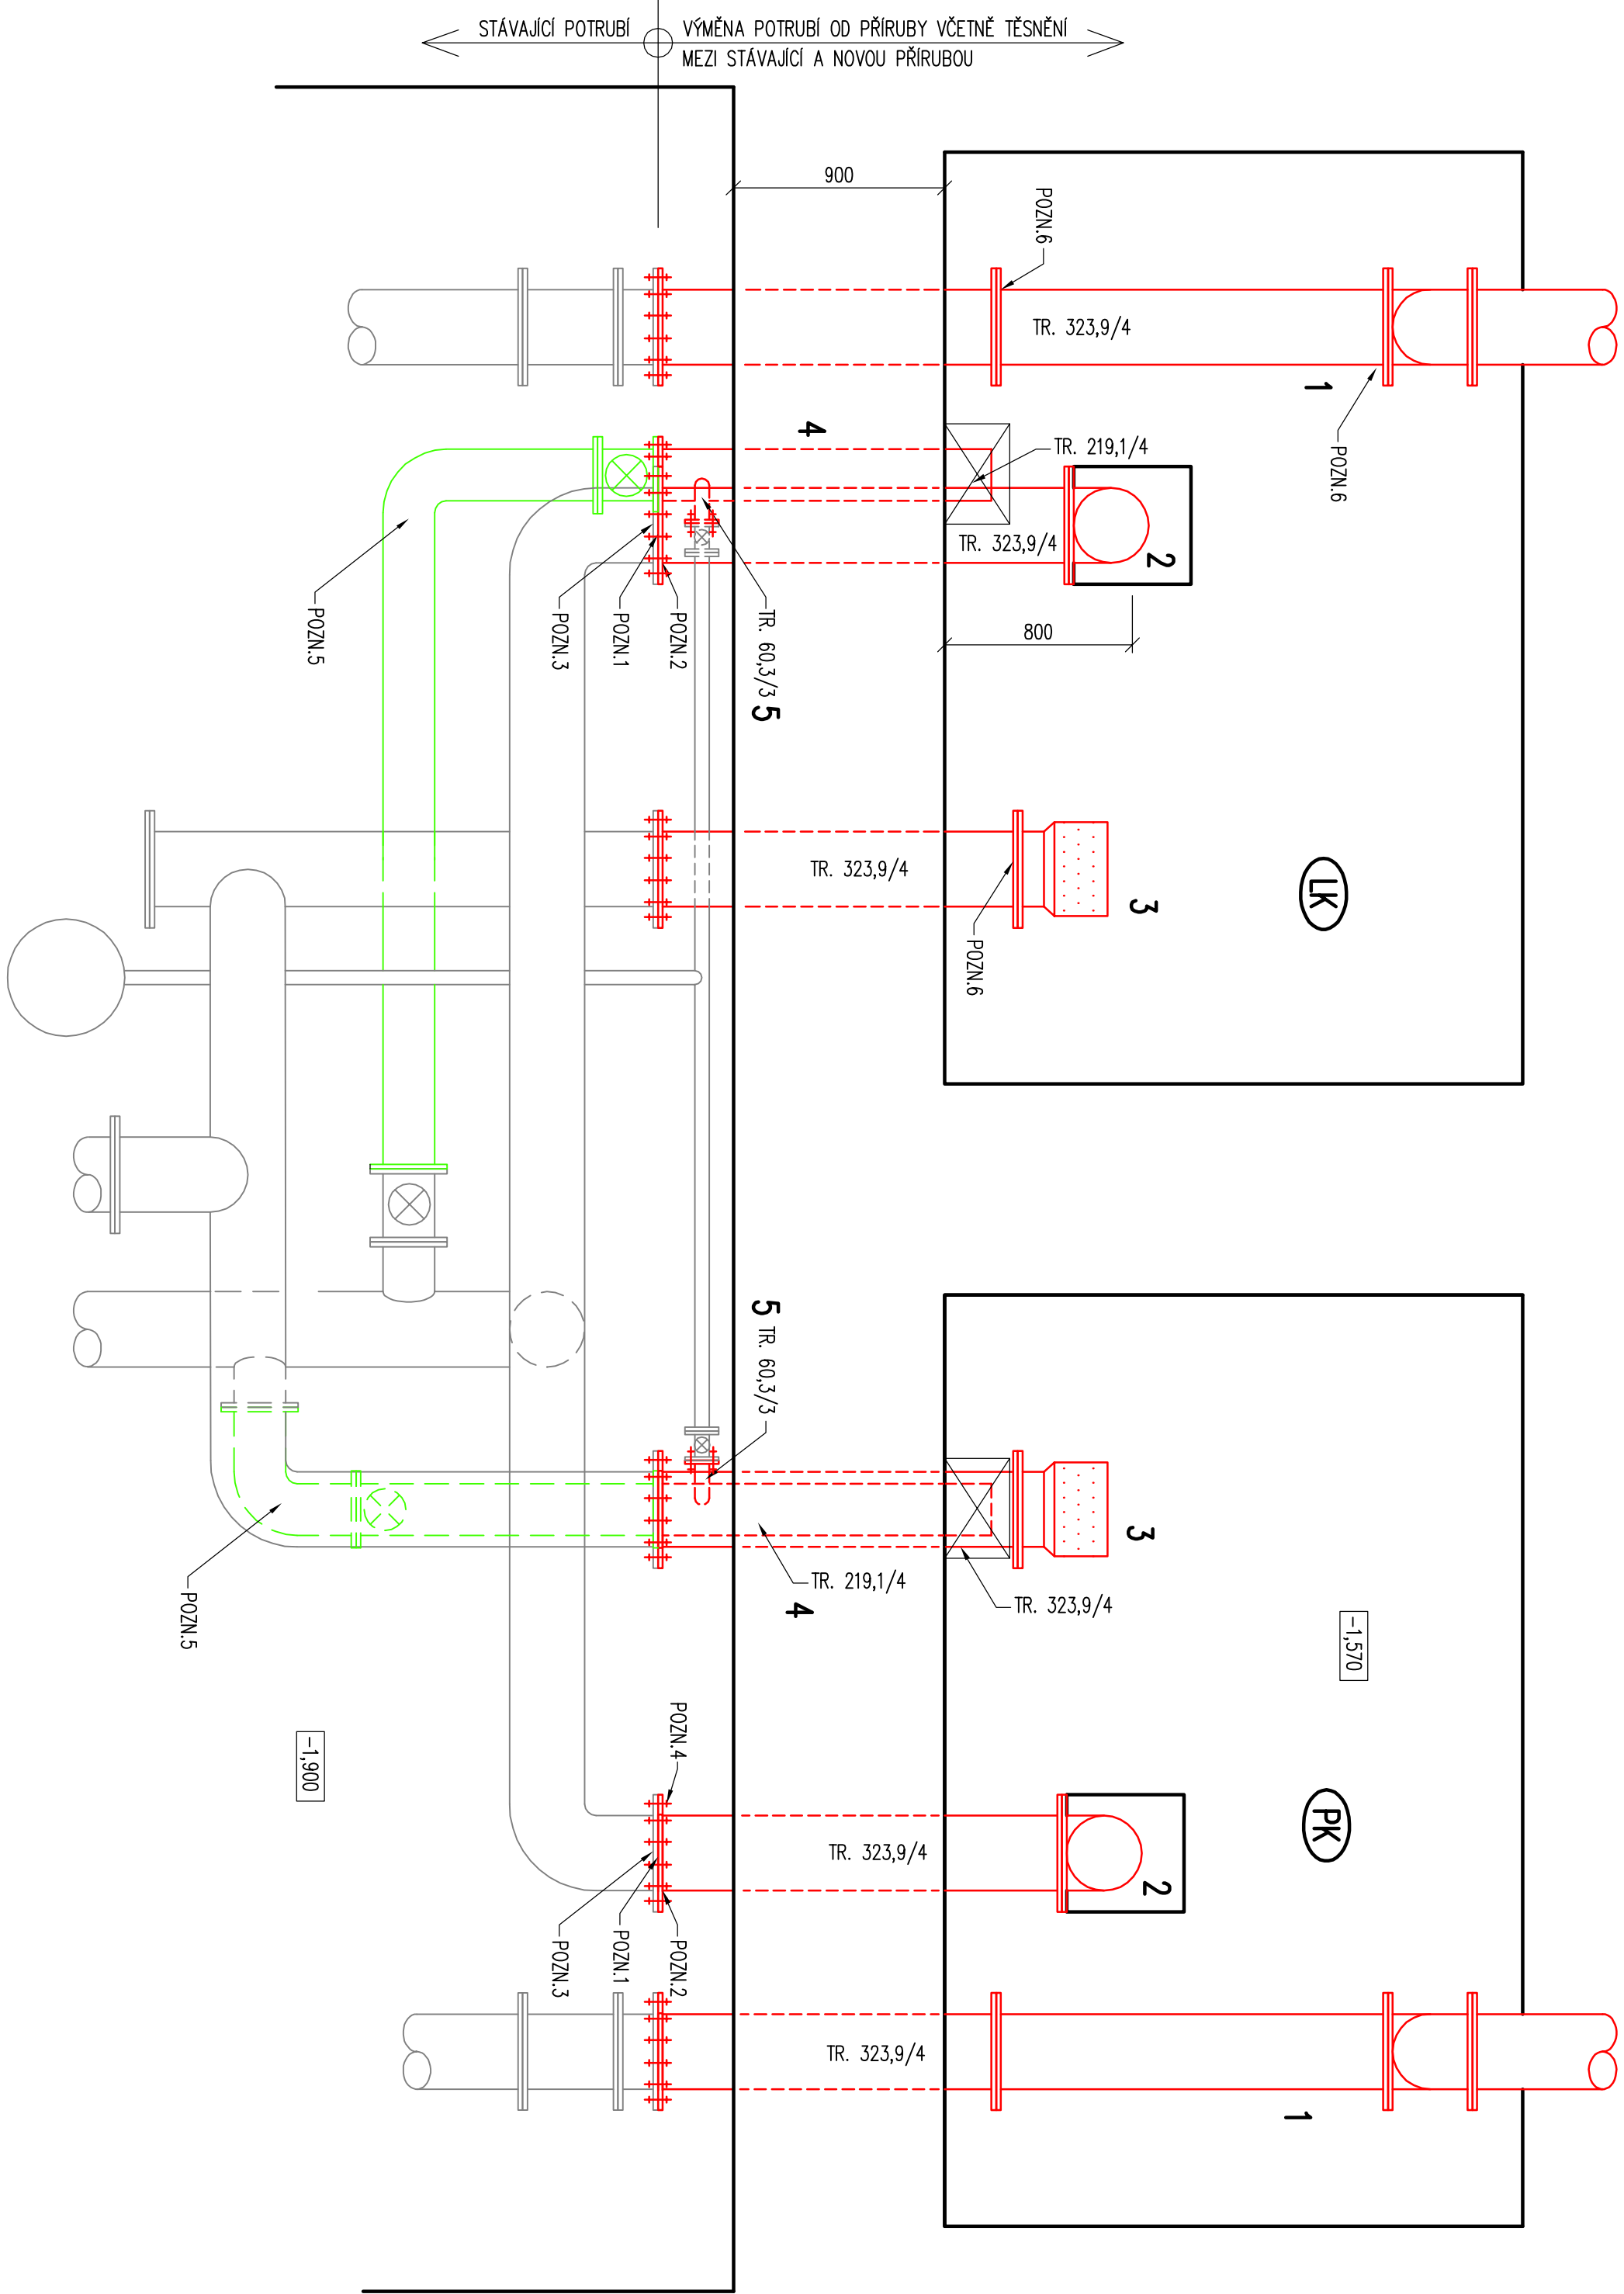 STÁVAJÍCÍ POTRUBÍ
VÝMĚNA POTRUBÍ OD PŘÍRUBY VČETNĚ TĚSNĚNÍ
MEZI STÁVAJÍCÍ A NOVOU PŘÍRUBOU
900
POZN.6
TR. 323,9/4
1
POZN.6
4
TR. 219,1/4
TR. 323,9/4
2
800
POZN.5
POZN.3
POZN.1
POZN.2
TR. 60,3/3
5
TR. 323,9/4
3
LK
POZN.6
5
TR. 60,3/3
3
TR. 219,1/4
4
TR. 323,9/4
POZN.5
-1,570
-1,900
POZN.4
TR. 323,9/4
PK
2
POZN.3
POZN.1
POZN.2
TR. 323,9/4
1